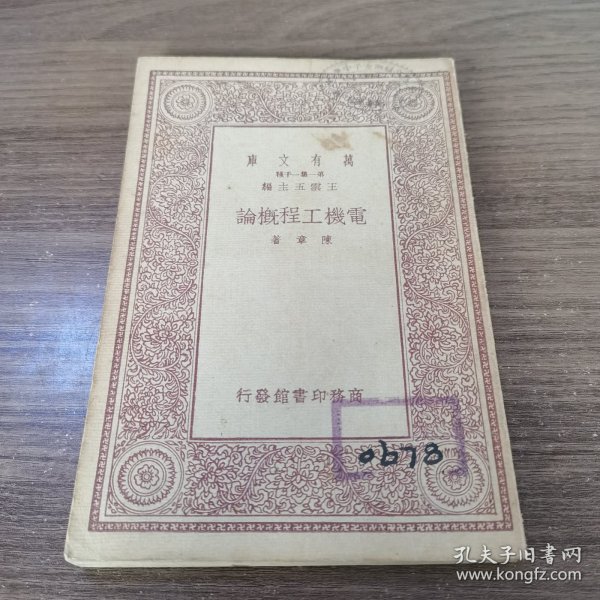 萬有文庫
第一集一千種
王雲五主編
電機工程概論
陳章著
商務印書館發行
0678
孔夫子旧书网
www.kongfz.com